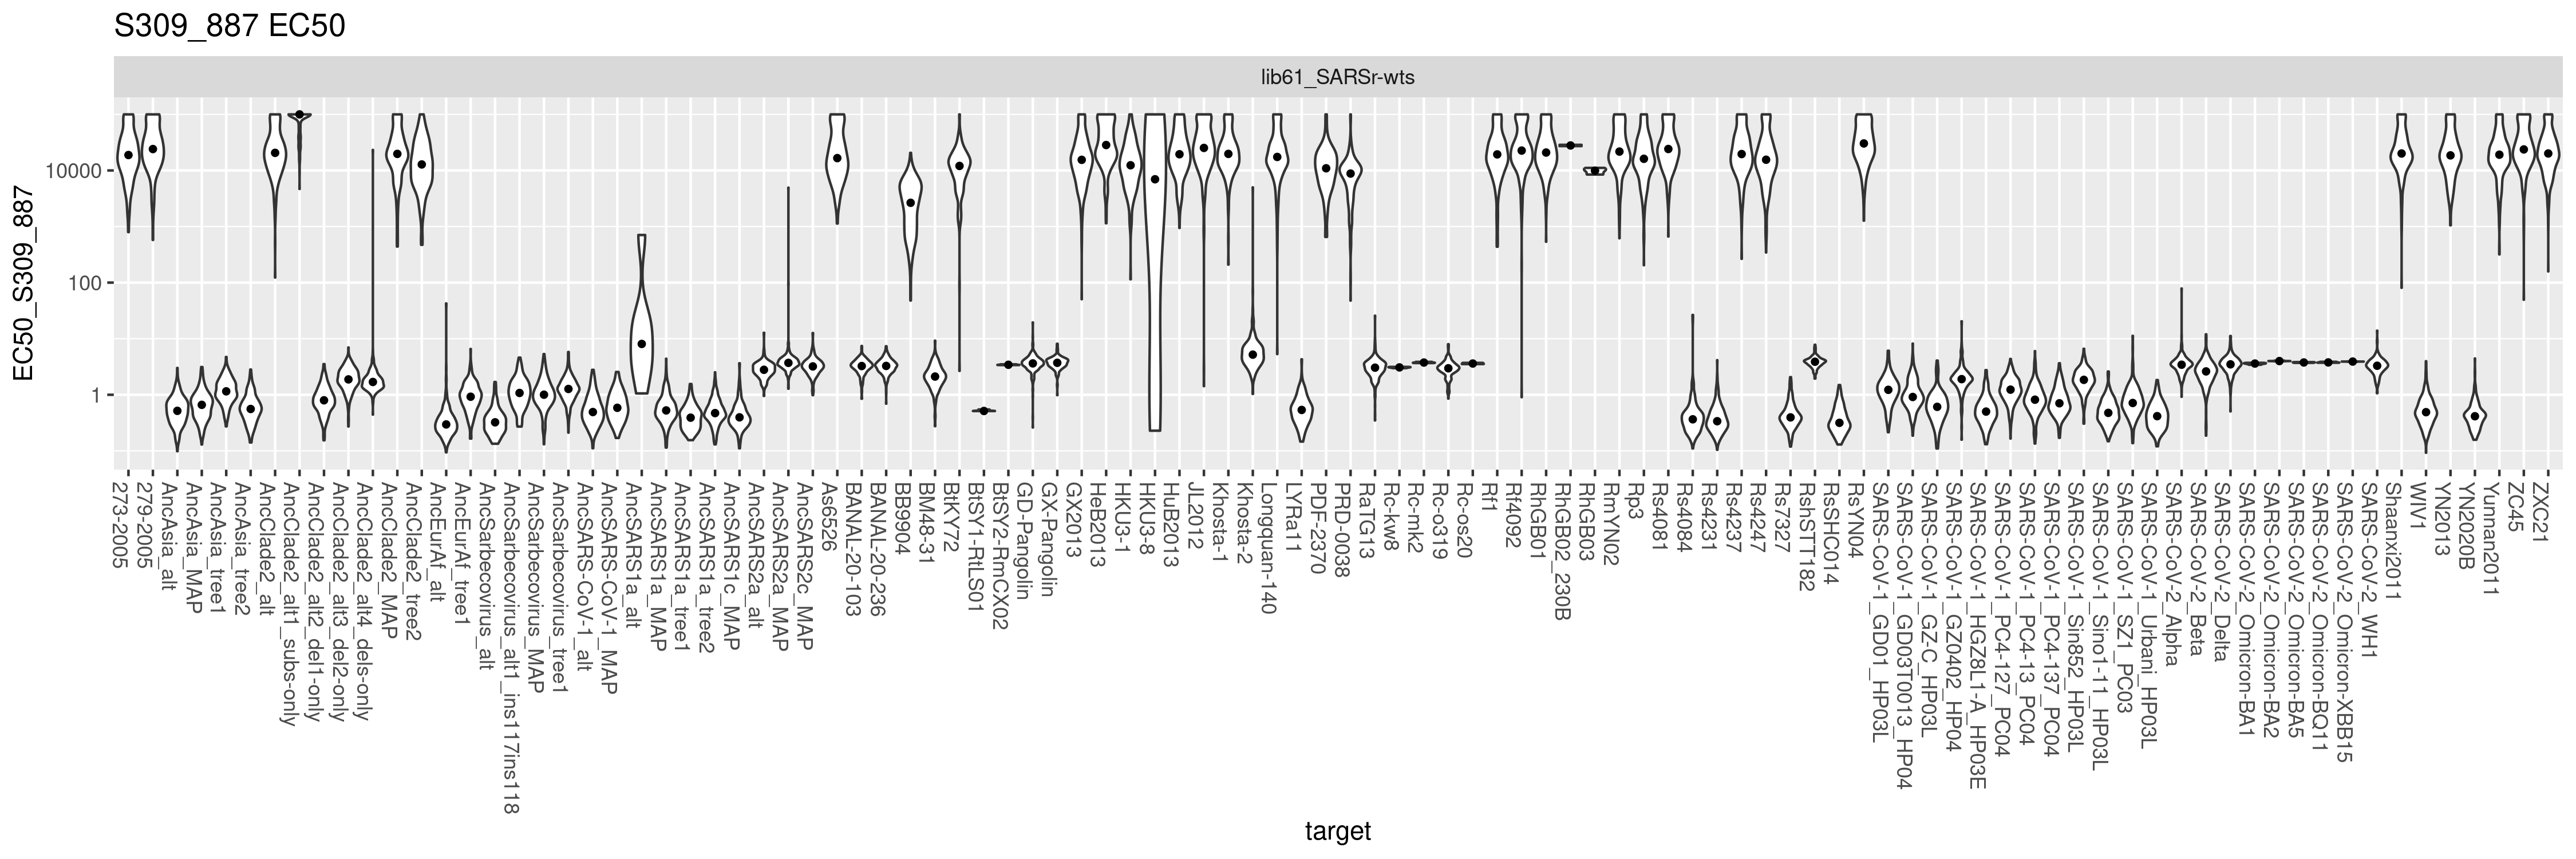 S309_887 EC50
lib61_SARSr-wts
EC50_S309_887
10000
100
1
273-2005
279-2005
AncAsia_alt
AncAsia_MAP
AncAsia_tree1
AncAsia_tree2
AncClade2_alt
AncClade2_alt1_subs-only
AncClade2_alt2_del1-only
AncClade2_alt3_del2-only
AncClade2_alt4_dels-only
AncClade2_MAP
AncClade2_tree2
AncEurAf_alt
AncEurAf_tree1
AncSarbecovirus_alt
AncSarbecovirus_alt1_ins117ins118
AncSarbecovirus_MAP
AncSarbecovirus_tree1
AncSARS-CoV-1_alt
AncSARS-CoV-1_MAP
AncSARS1a_alt
AncSARS1a_MAP
AncSARS1a_tree1
AncSARS1a_tree2
AncSARS1c_MAP
AncSARS2a_alt
AncSARS2a_MAP
AncSARS2c_MAP
As6526
BANAL-20-103
BANAL-20-236
BB9904
BM48-31
BtKY72
BtSY1-RtLS01
BtSY2-RmCX02
GD-Pangolin
GX-Pangolin
GX2013
HeB2013
HKU3-1
HKU3-8
HuB2013
JL2012
Khosta-1
Khosta-2
Longquan-140
LYRa11
PDF-2370
PRD-0038
RaTG13
Rc-kw8
Rc-mk2
Rc-o319
Rc-os20
Rf1
Rf4092
RhGB01
RhGB02_230B
RhGB03
RmYN02
Rp3
Rs4081
Rs4084
Rs4231
Rs4237
Rs4247
Rs7327
RshSTT182
RsSHC014
RsYN04
SARS-CoV-1_GD01_HP03L
SARS-CoV-1_GD03T0013_HP04
SARS-CoV-1_GZ-C_HP03L
SARS-CoV-1_GZ0402_HP04
SARS-CoV-1_HGZ8L1-A_HP03E
SARS-CoV-1_PC4-127_PC04
SARS-CoV-1_PC4-13_PC04
SARS-CoV-1_PC4-137_PC04
SARS-CoV-1_Sin852_HP03L
SARS-CoV-1_Sino1-11_HP03L
SARS-CoV-1_SZ1_PC03
SARS-CoV-1_Urbani_HP03L
SARS-CoV-2_Alpha
SARS-CoV-2_Beta
SARS-CoV-2_Delta
SARS-CoV-2_Omicron-BA1
SARS-CoV-2_Omicron-BA2
SARS-CoV-2_Omicron-BA5
SARS-CoV-2_Omicron-BQ11
SARS-CoV-2_Omicron-XBB15
SARS-CoV-2_WH1
Shaanxi2011
WIV1
YN2013
YN2020B
Yunnan2011
ZC45
ZXC21
target